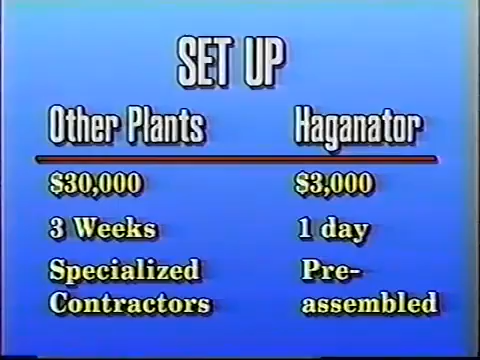 SET UP
Other Plants Haganator
$30,000 $3,000
3 Weeks 1 day
Specialized Pre-
Contractors assembled